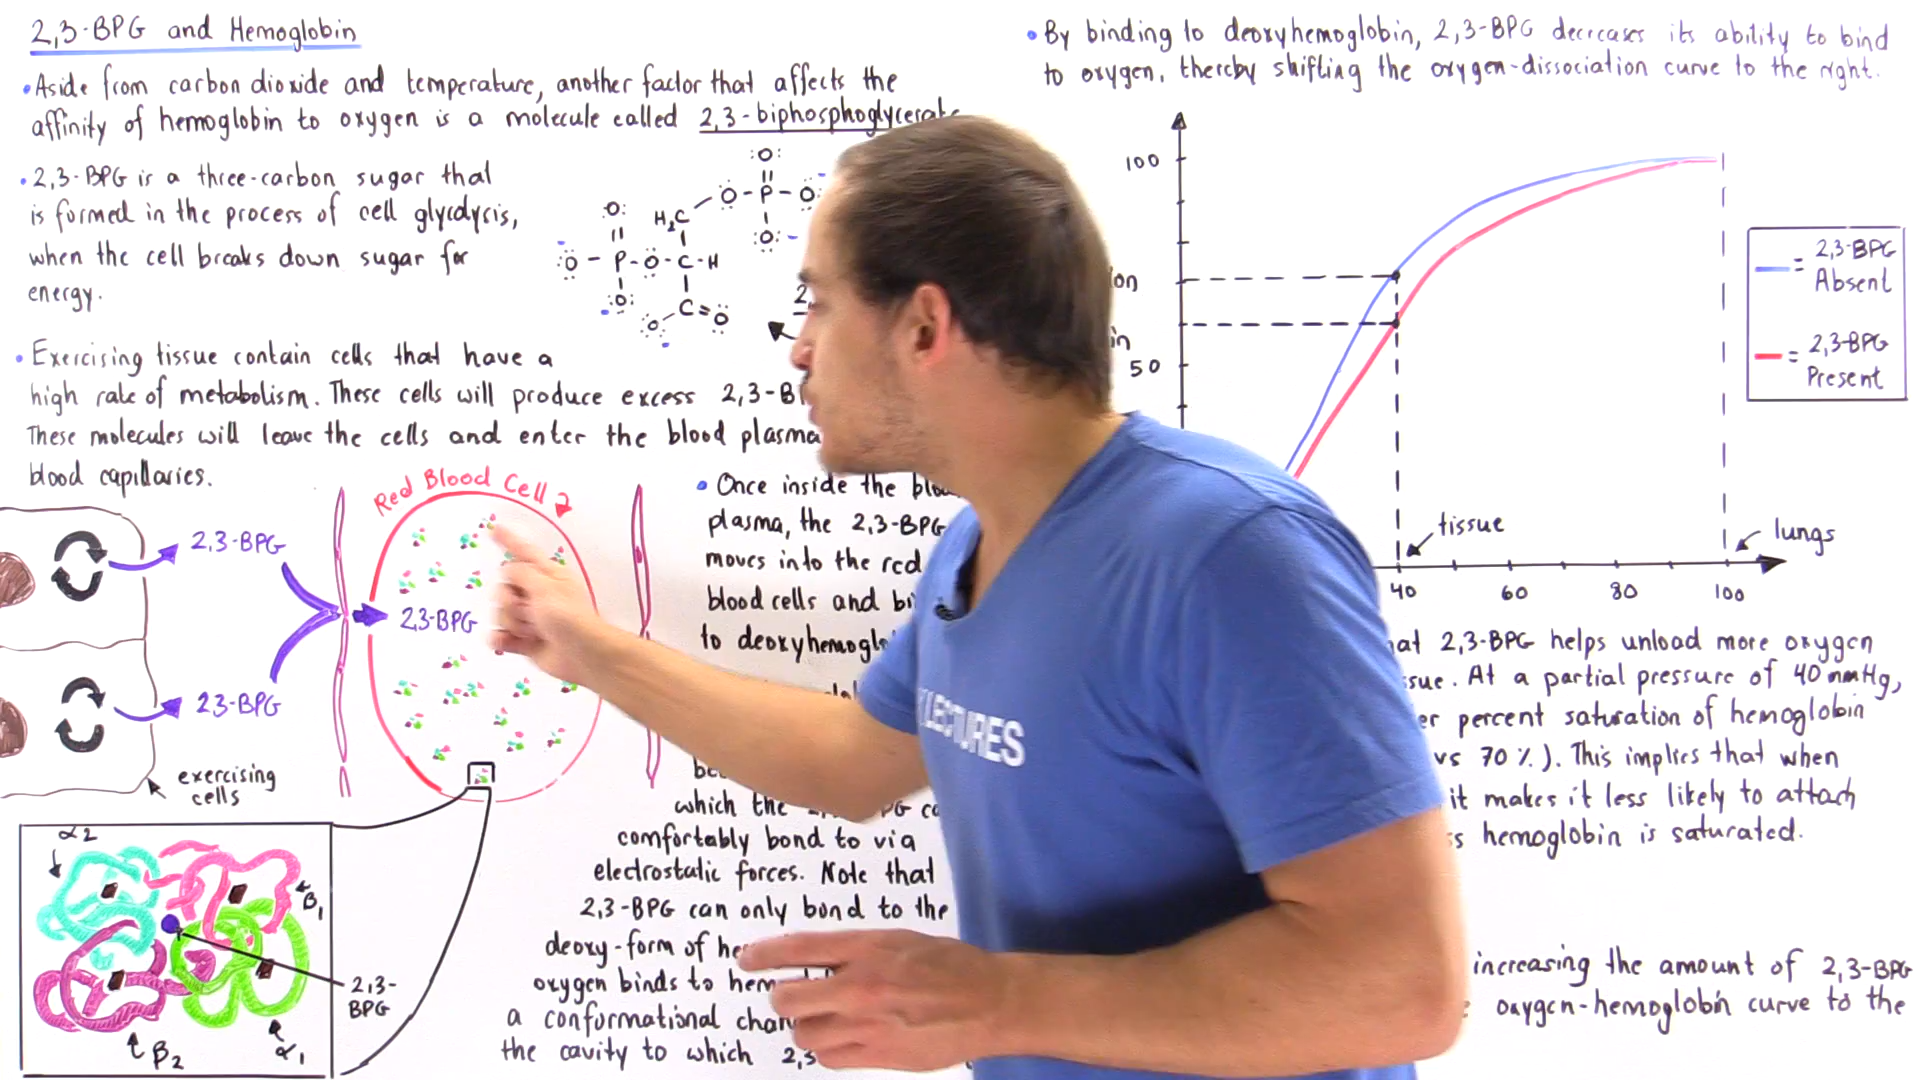 2,3-BPG and Hemoglobin
• Aside from carbon dioxide and temperature, another factor that affects the
affinity of hemoglobin to oxygen is a molecule called 2,3-biphosphoglycerate
• 2,3-BPG is a three-carbon sugar that
is formed in the process of cell glycolysis,
when the cell breaks down sugar for
energy.
:O:
O - P - O
:O:
H2C
:O:
O - P - O - C - H
:O:
C = O
O
• Exercising tissue contain cells that have a
high rate of metabolism. These cells will produce excess 2,3-B
These molecules will leave the cells and enter the blood plasma
blood capillaries.
Red Blood Cell
2,3-BPG
2,3-BPG
2,3-BPG
exercising
cells
α2
β1
2,3-
BPG
β2
α1
• Once inside the
plasma, the 2,3-BPG
moves into the red
blood cells and
to
which the
comfortably bond to via
electrostatic forces. Note that
2,3-BPG can only bond to the
deoxy-form of
oxygen binds to
a conformational
the cavity to which
LECTURES
• By binding to deoxyhemoglobin, 2,3-BPG decreases its ability to bind
to oxygen, thereby shifting the oxygen-dissociation curve to the right.
100
50
= 2,3-BPG
Absent
= 2,3-BPG
Present
tissue
lungs
40 60 80 100
2,3-BPG helps unload more oxygen
. At a partial pressure of 40 mmHg,
percent saturation of hemoglobin
vs 70%). This implies that when
it makes it less likely to attach
hemoglobin is saturated.
increasing the amount of 2,3-BPG
oxygen-hemoglobin curve to the